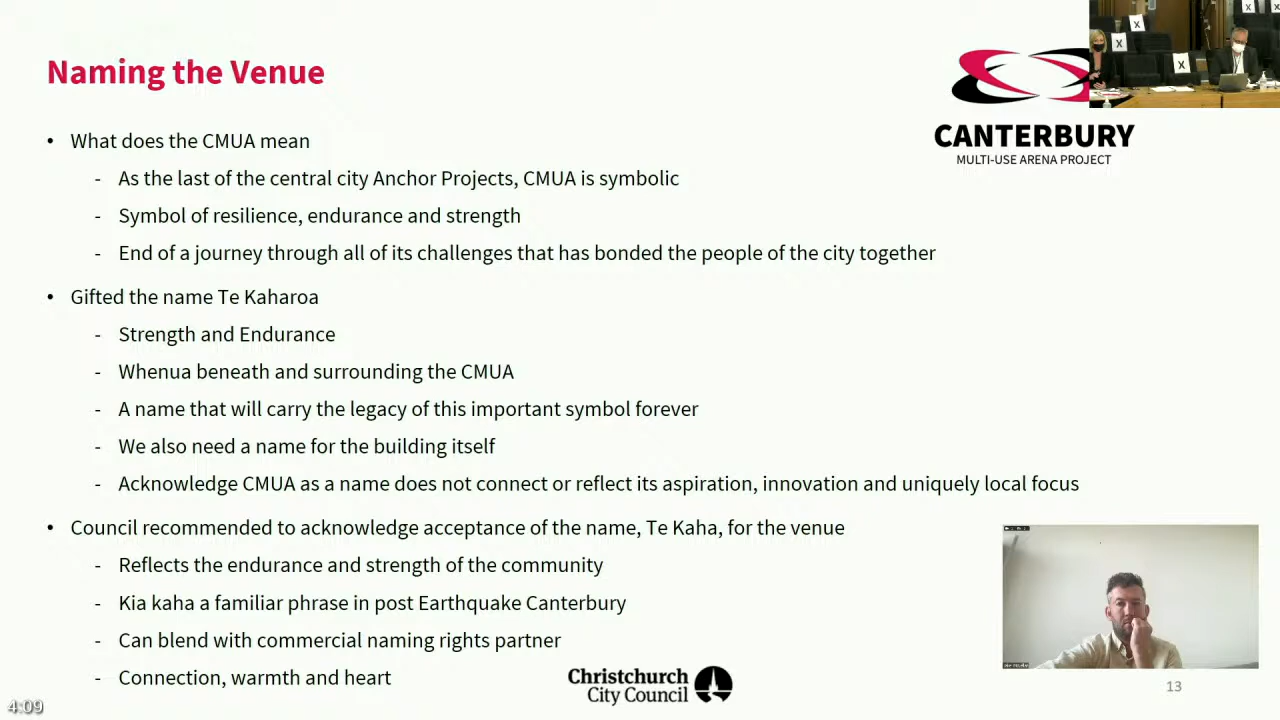 Naming the Venue
X
X
X
X
X
CANTERBURY
MULTI-USE ARENA PROJECT
• What does the CMUA mean
- As the last of the central city Anchor Projects, CMUA is symbolic
- Symbol of resilience, endurance and strength
- End of a journey through all of its challenges that has bonded the people of the city together
• Gifted the name Te Kaharoa
- Strength and Endurance
- Whenua beneath and surrounding the CMUA
- A name that will carry the legacy of this important symbol forever
- We also need a name for the building itself
- Acknowledge CMUA as a name does not connect or reflect its aspiration, innovation and uniquely local focus
• Council recommended to acknowledge acceptance of the name, Te Kaha, for the venue
- Reflects the endurance and strength of the community
- Kia kaha a familiar phrase in post Earthquake Canterbury
- Can blend with commercial naming rights partner
- Connection, warmth and heart
Christchurch
City Council
13
4:09